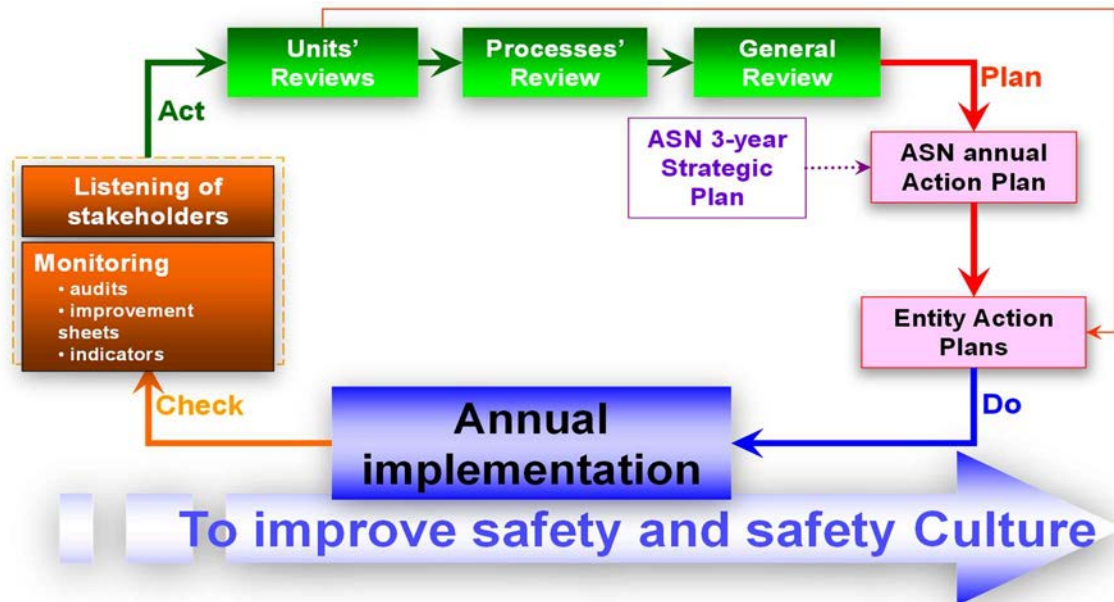 Units'
Reviews
Processes'
Review
General
Review
Plan
Act
ASN 3-year
Strategic
Plan
ASN annual
Action Plan
Listening of
stakeholders
Monitoring
• audits
• improvement
sheets
• indicators
Entity Action
Plans
Check
Do
Annual
implementation
To improve safety and safety Culture